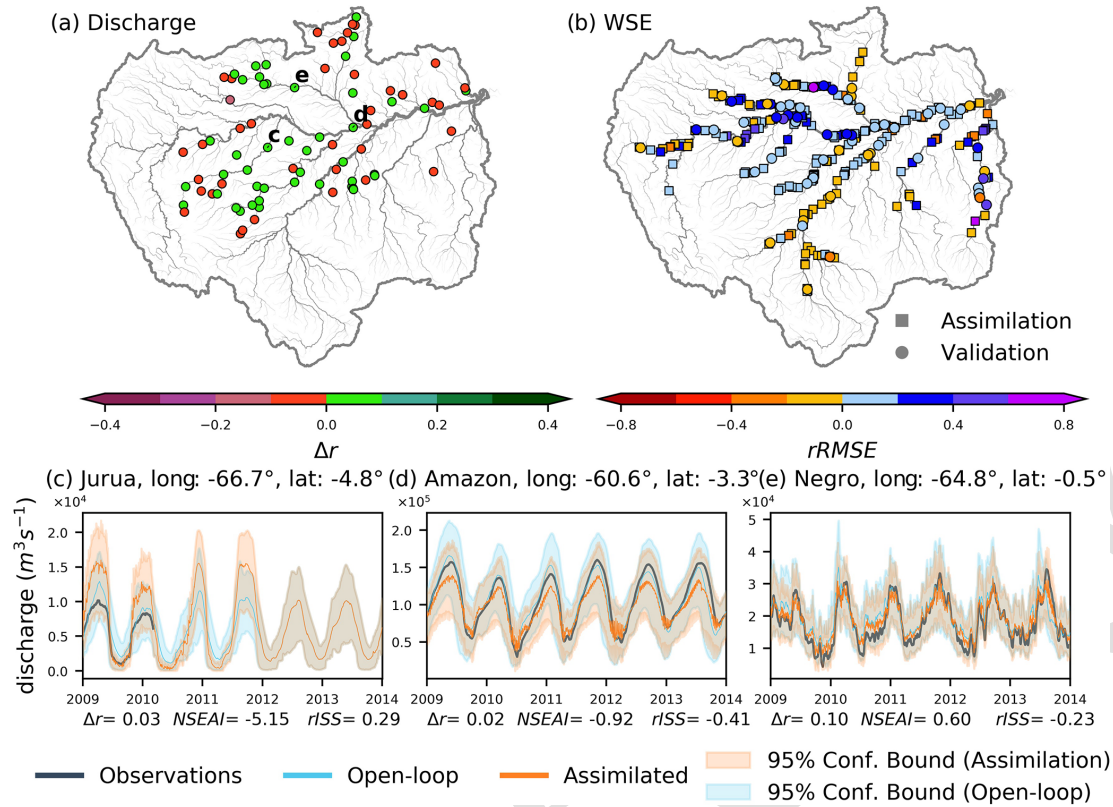 (a) Discharge
(b) WSE
e
d
c
Assimilation
Validation
−0.4 −0.2 0.0 0.2 0.4
Δr
−0.8 −0.4 0.0 0.4 0.8
rRMSE
(c) Jurua, long: -66.7°, lat: -4.8°
(d) Amazon, long: -60.6°, lat: -3.3°
(e) Negro, long: -64.8°, lat: -0.5°
discharge (m³s⁻¹)
×10⁴
2.0
1.5
1.0
0.5
0.0
2009 2010 2011 2012 2013 2014
Δr= 0.03 NSEAI= -5.15 rISS= 0.29
×10⁵
2.0
1.5
1.0
0.5
2009 2010 2011 2012 2013 2014
Δr= 0.02 NSEAI= -0.92 rISS= -0.41
×10⁴
5
4
3
2
1
2009 2010 2011 2012 2013 2014
Δr= 0.10 NSEAI= 0.60 rISS= -0.23
Observations
Open-loop
Assimilated
95% Conf. Bound (Assimilation)
95% Conf. Bound (Open-loop)